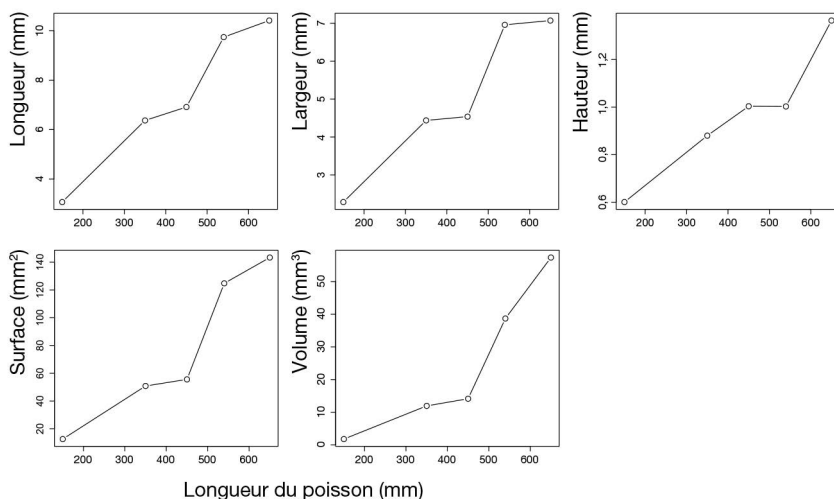 Longueur (mm)
4 6 8 10
200 300 400 500 600
Largeur (mm)
3 4 5 6 7
200 300 400 500 600
Hauteur (mm)
0,6 0,8 1,0 1,2
200 300 400 500 600
Surface (mm²)
20 40 60 80 100 120 140
200 300 400 500 600
Volume (mm³)
0 10 20 30 40 50
200 300 400 500 600
Longueur du poisson (mm)